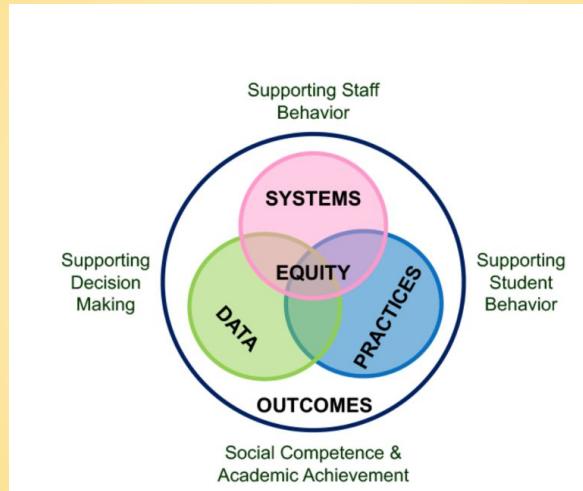 Supporting Staff
Behavior
SYSTEMS
Supporting
Decision
Making
EQUITY
Supporting
Student
Behavior
DATA
PRACTICES
OUTCOMES
Social Competence &
Academic Achievement